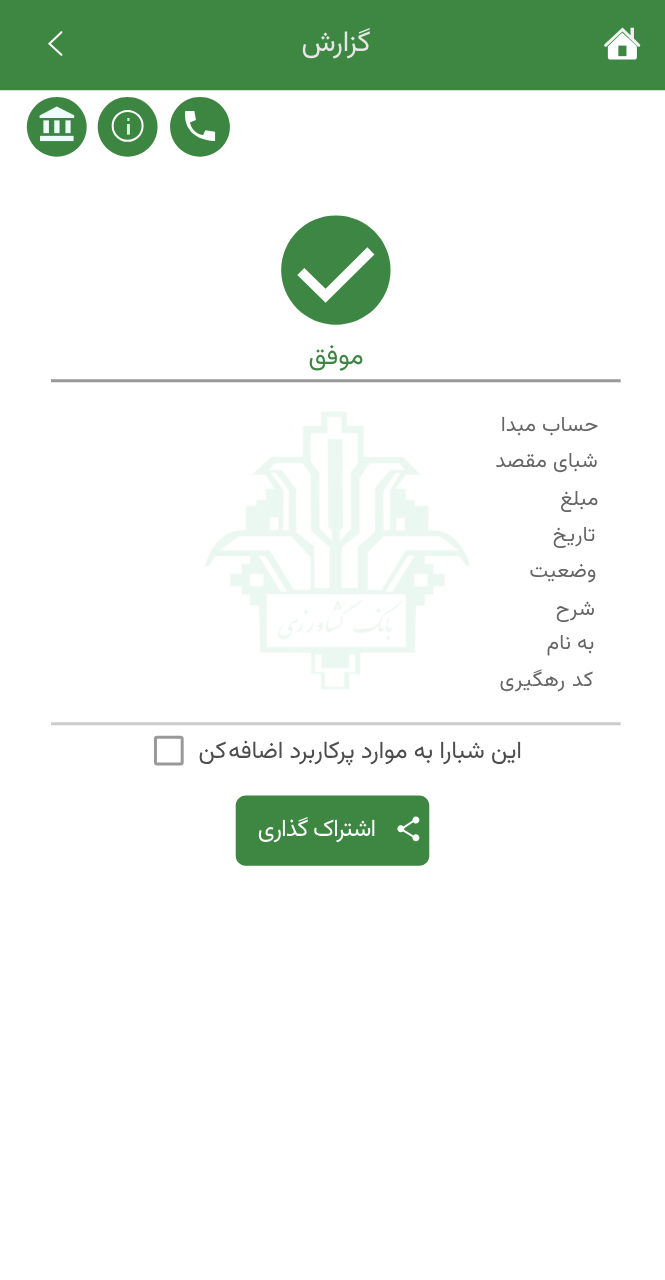 گزارش
موفق
حساب مبدا
شبای مقصد
مبلغ
تاریخ
وضعیت
شرح
به نام
کد رهگیری
بانک کشاورزی
این شبارا به موارد پرکاربرد اضافه‌کن
اشتراک گذاری